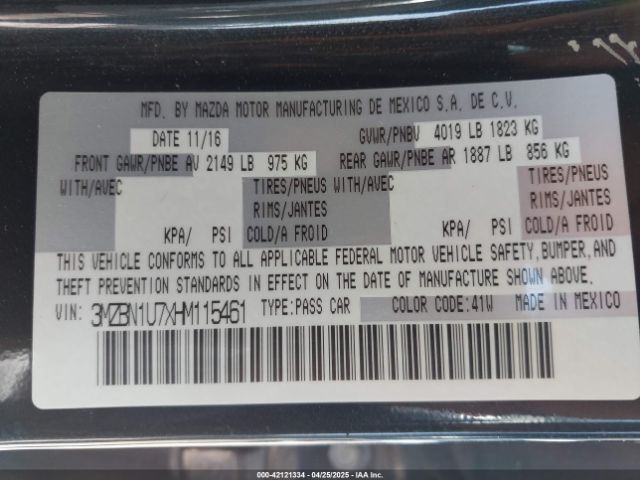 MFD. BY MAZDA MOTOR MANUFACTURING DE MEXICO S.A. DE C.V.
DATE 11/16 GVWR/PNBV 4019 LB 1823 KG
FRONT GAWR/PNBE AV 2149 LB 975 KG REAR GAWR/PNBE AR 1887 LB 856 KG
WITH/AVEC TIRES/PNEUS WITH/AVEC TIRES/PNEUS
RIMS/JANTES RIMS/JANTES
KPA/ PSI COLD/A FROID KPA/ PSI COLD/A FROID
THIS VEHICLE CONFORMS TO ALL APPLICABLE FEDERAL MOTOR VEHICLE SAFETY, BUMPER, AND
THEFT PREVENTION STANDARDS IN EFFECT ON THE DATE OF MANUFACTURE SHOWN ABOVE.
VIN: 3MZBN1U7XHM115461 TYPE:PASS CAR COLOR CODE:41W MADE IN MEXICO
000-42121334 - 04/25/2025 - IAA Inc.